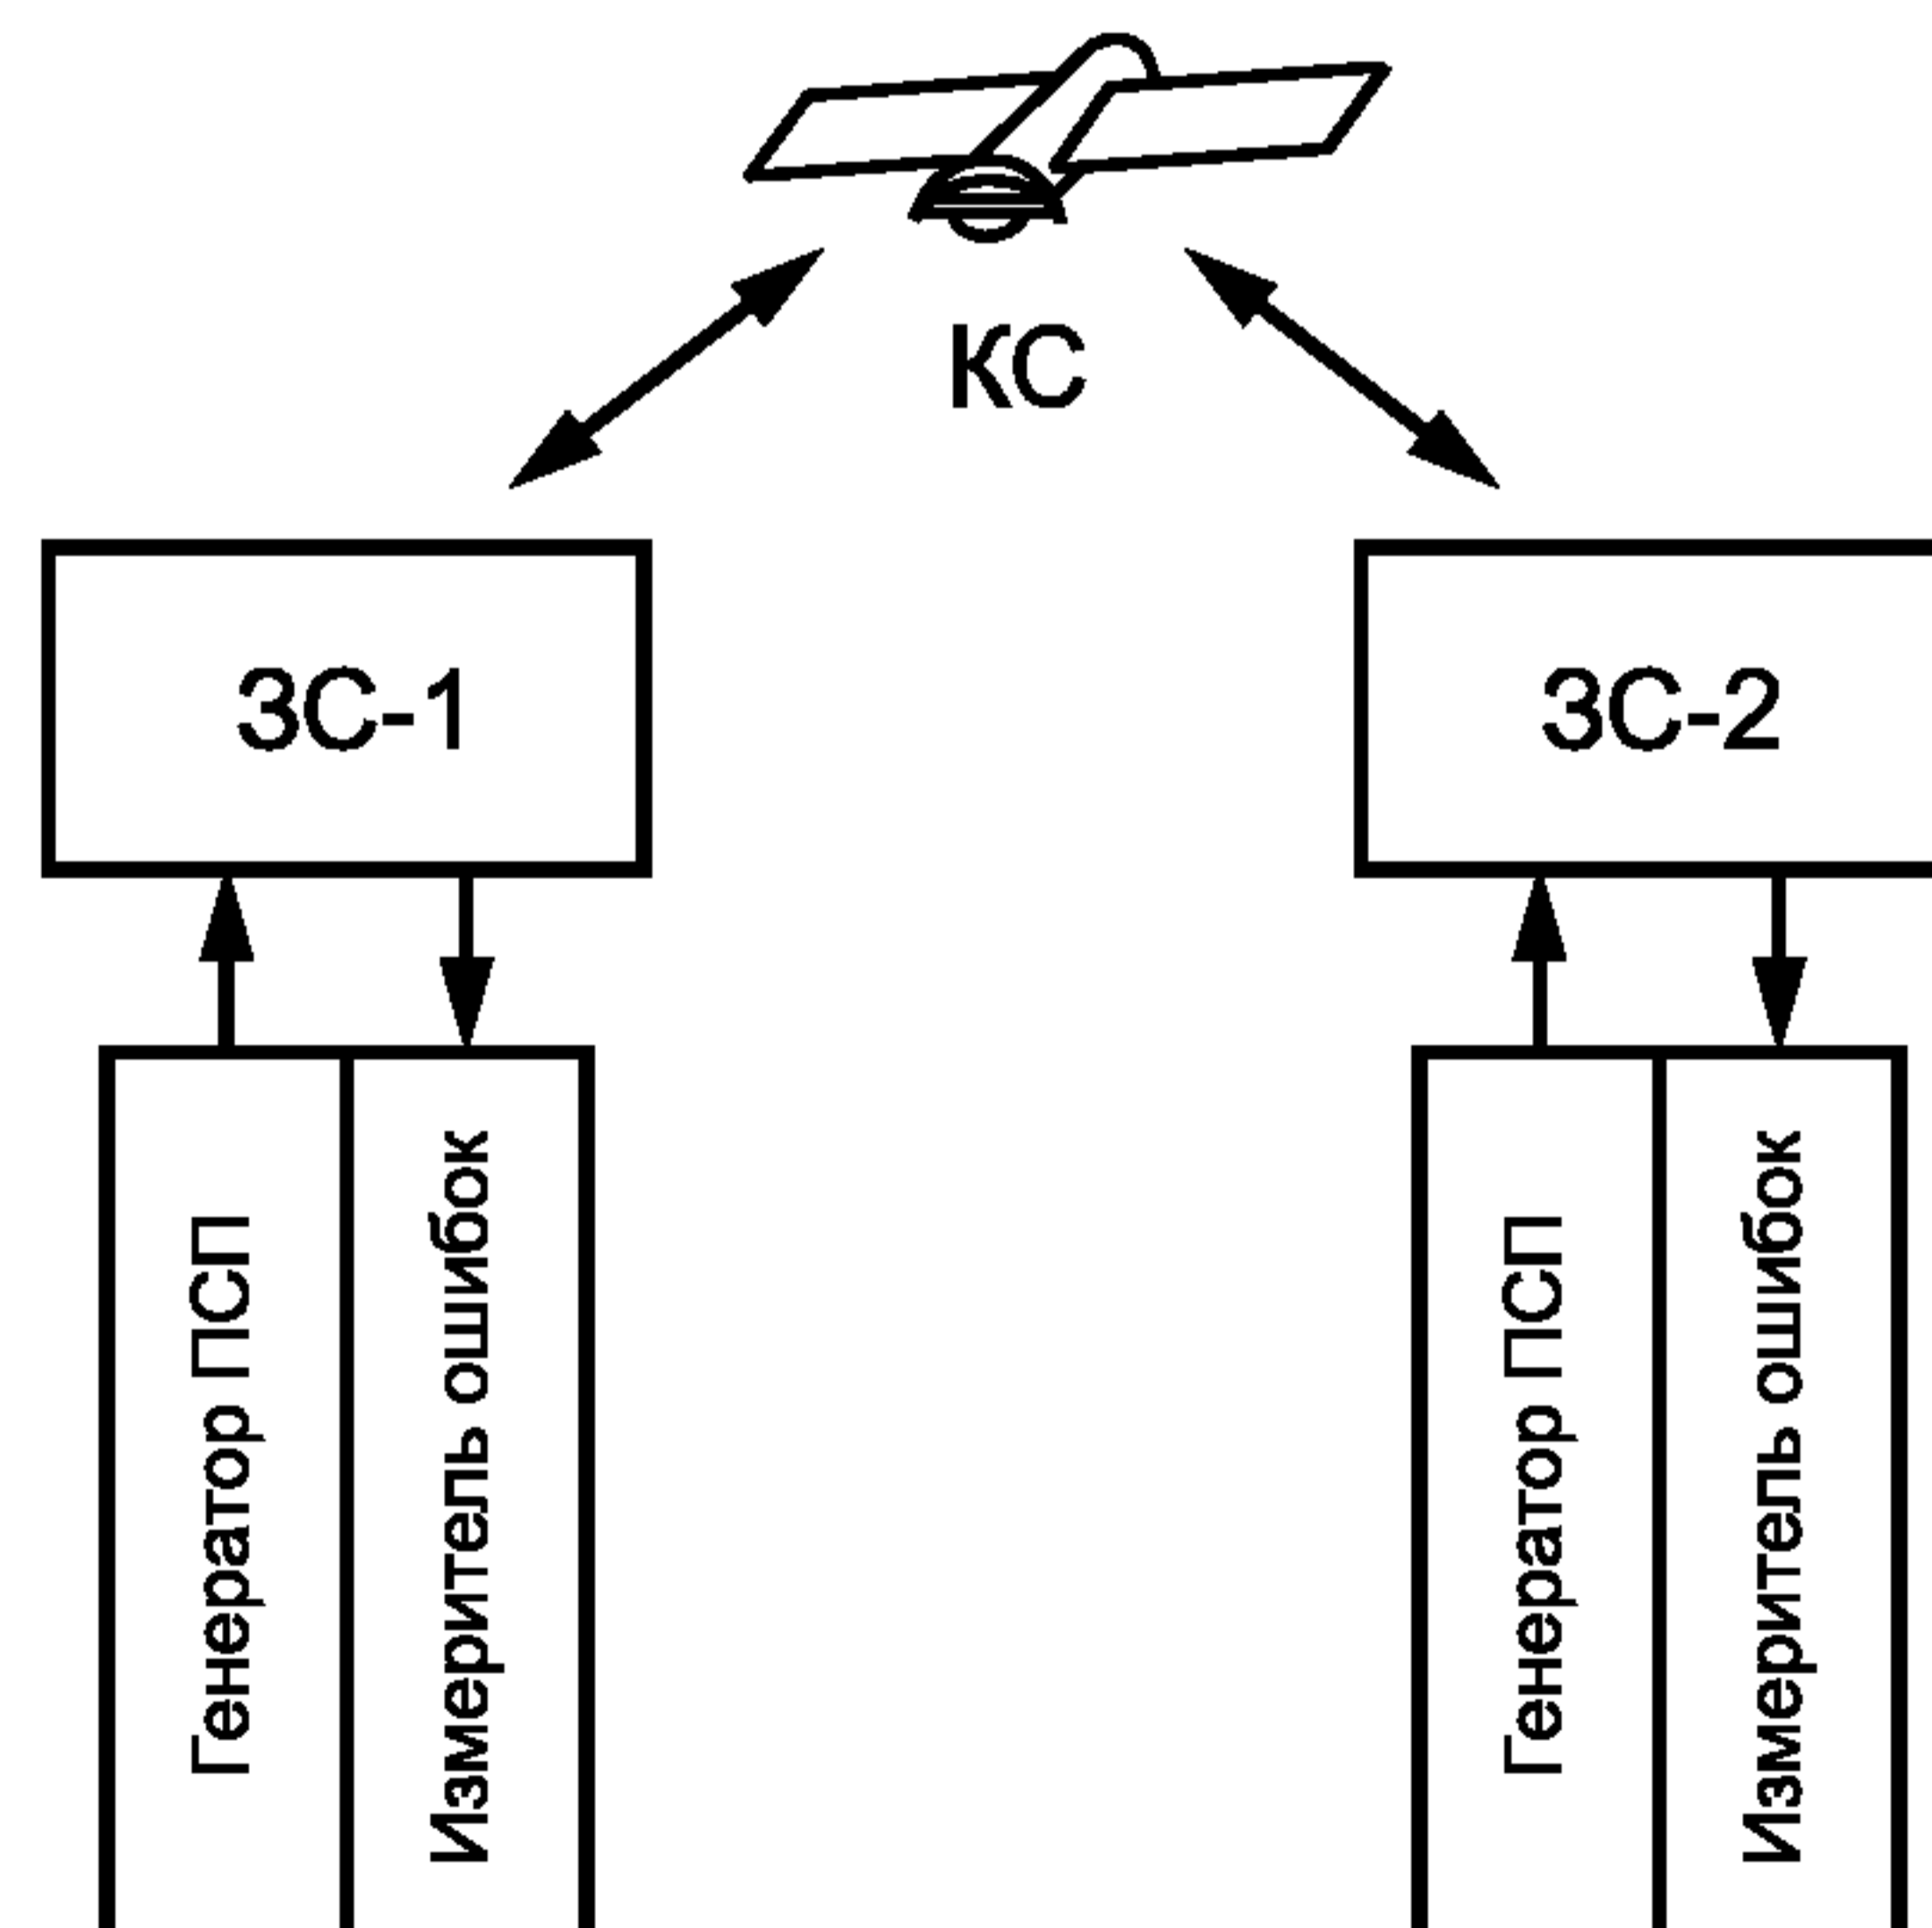 КС
ЗС-1
ЗС-2
Генератор ПСП
Измеритель ошибок
Генератор ПСП
Измеритель ошибок